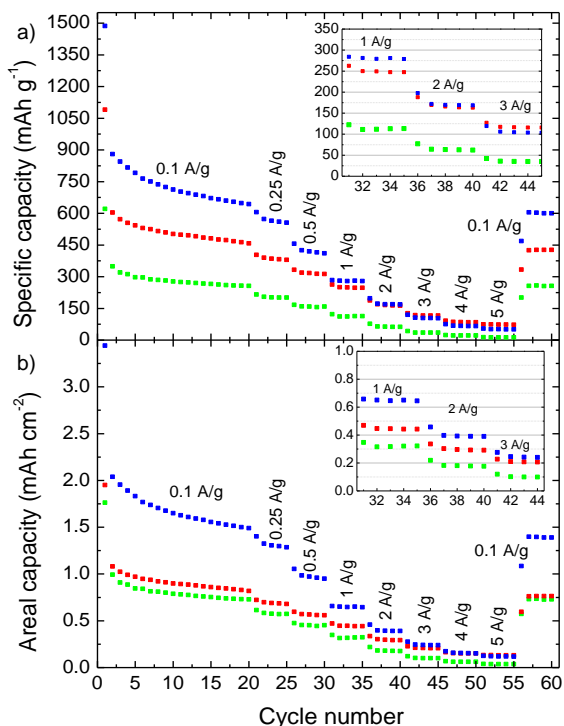 a)
Specific capacity (mAh g⁻¹)
1500
1350
1200
1050
900
750
600
450
300
150
0
0.1 A/g
0.25 A/g
0.5 A/g
1 A/g
2 A/g
3 A/g
4 A/g
5 A/g
0.1 A/g
350
300
250
200
150
100
50
0
1 A/g
2 A/g
3 A/g
32 34 36 38 40 42 44
b)
Areal capacity (mAh cm⁻²)
3.0
2.5
2.0
1.5
1.0
0.5
0.0
0.1 A/g
0.25 A/g
0.5 A/g
1 A/g
2 A/g
3 A/g
4 A/g
5 A/g
0.1 A/g
1.0
0.8
0.6
0.4
0.2
0.0
1 A/g
2 A/g
3 A/g
32 34 36 38 40 42 44
0 5 10 15 20 25 30 35 40 45 50 55 60
Cycle number